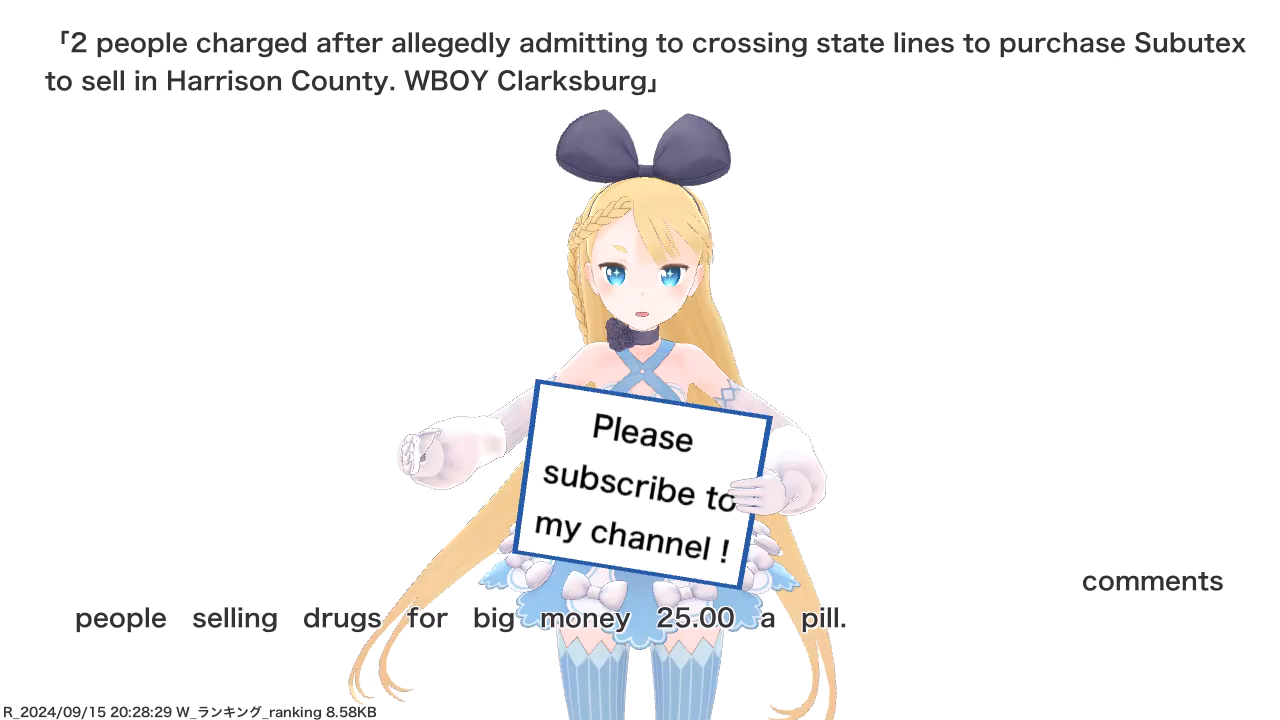 「2 people charged after allegedly admitting to crossing state lines to purchase Subutex
to sell in Harrison County. WBOY Clarksburg」
Please
subscribe to
my channel !
comments
people selling drugs for big money 25.00 a pill.
R_2024/09/15 20:28:29 W_ランキング_ranking 8.58KB